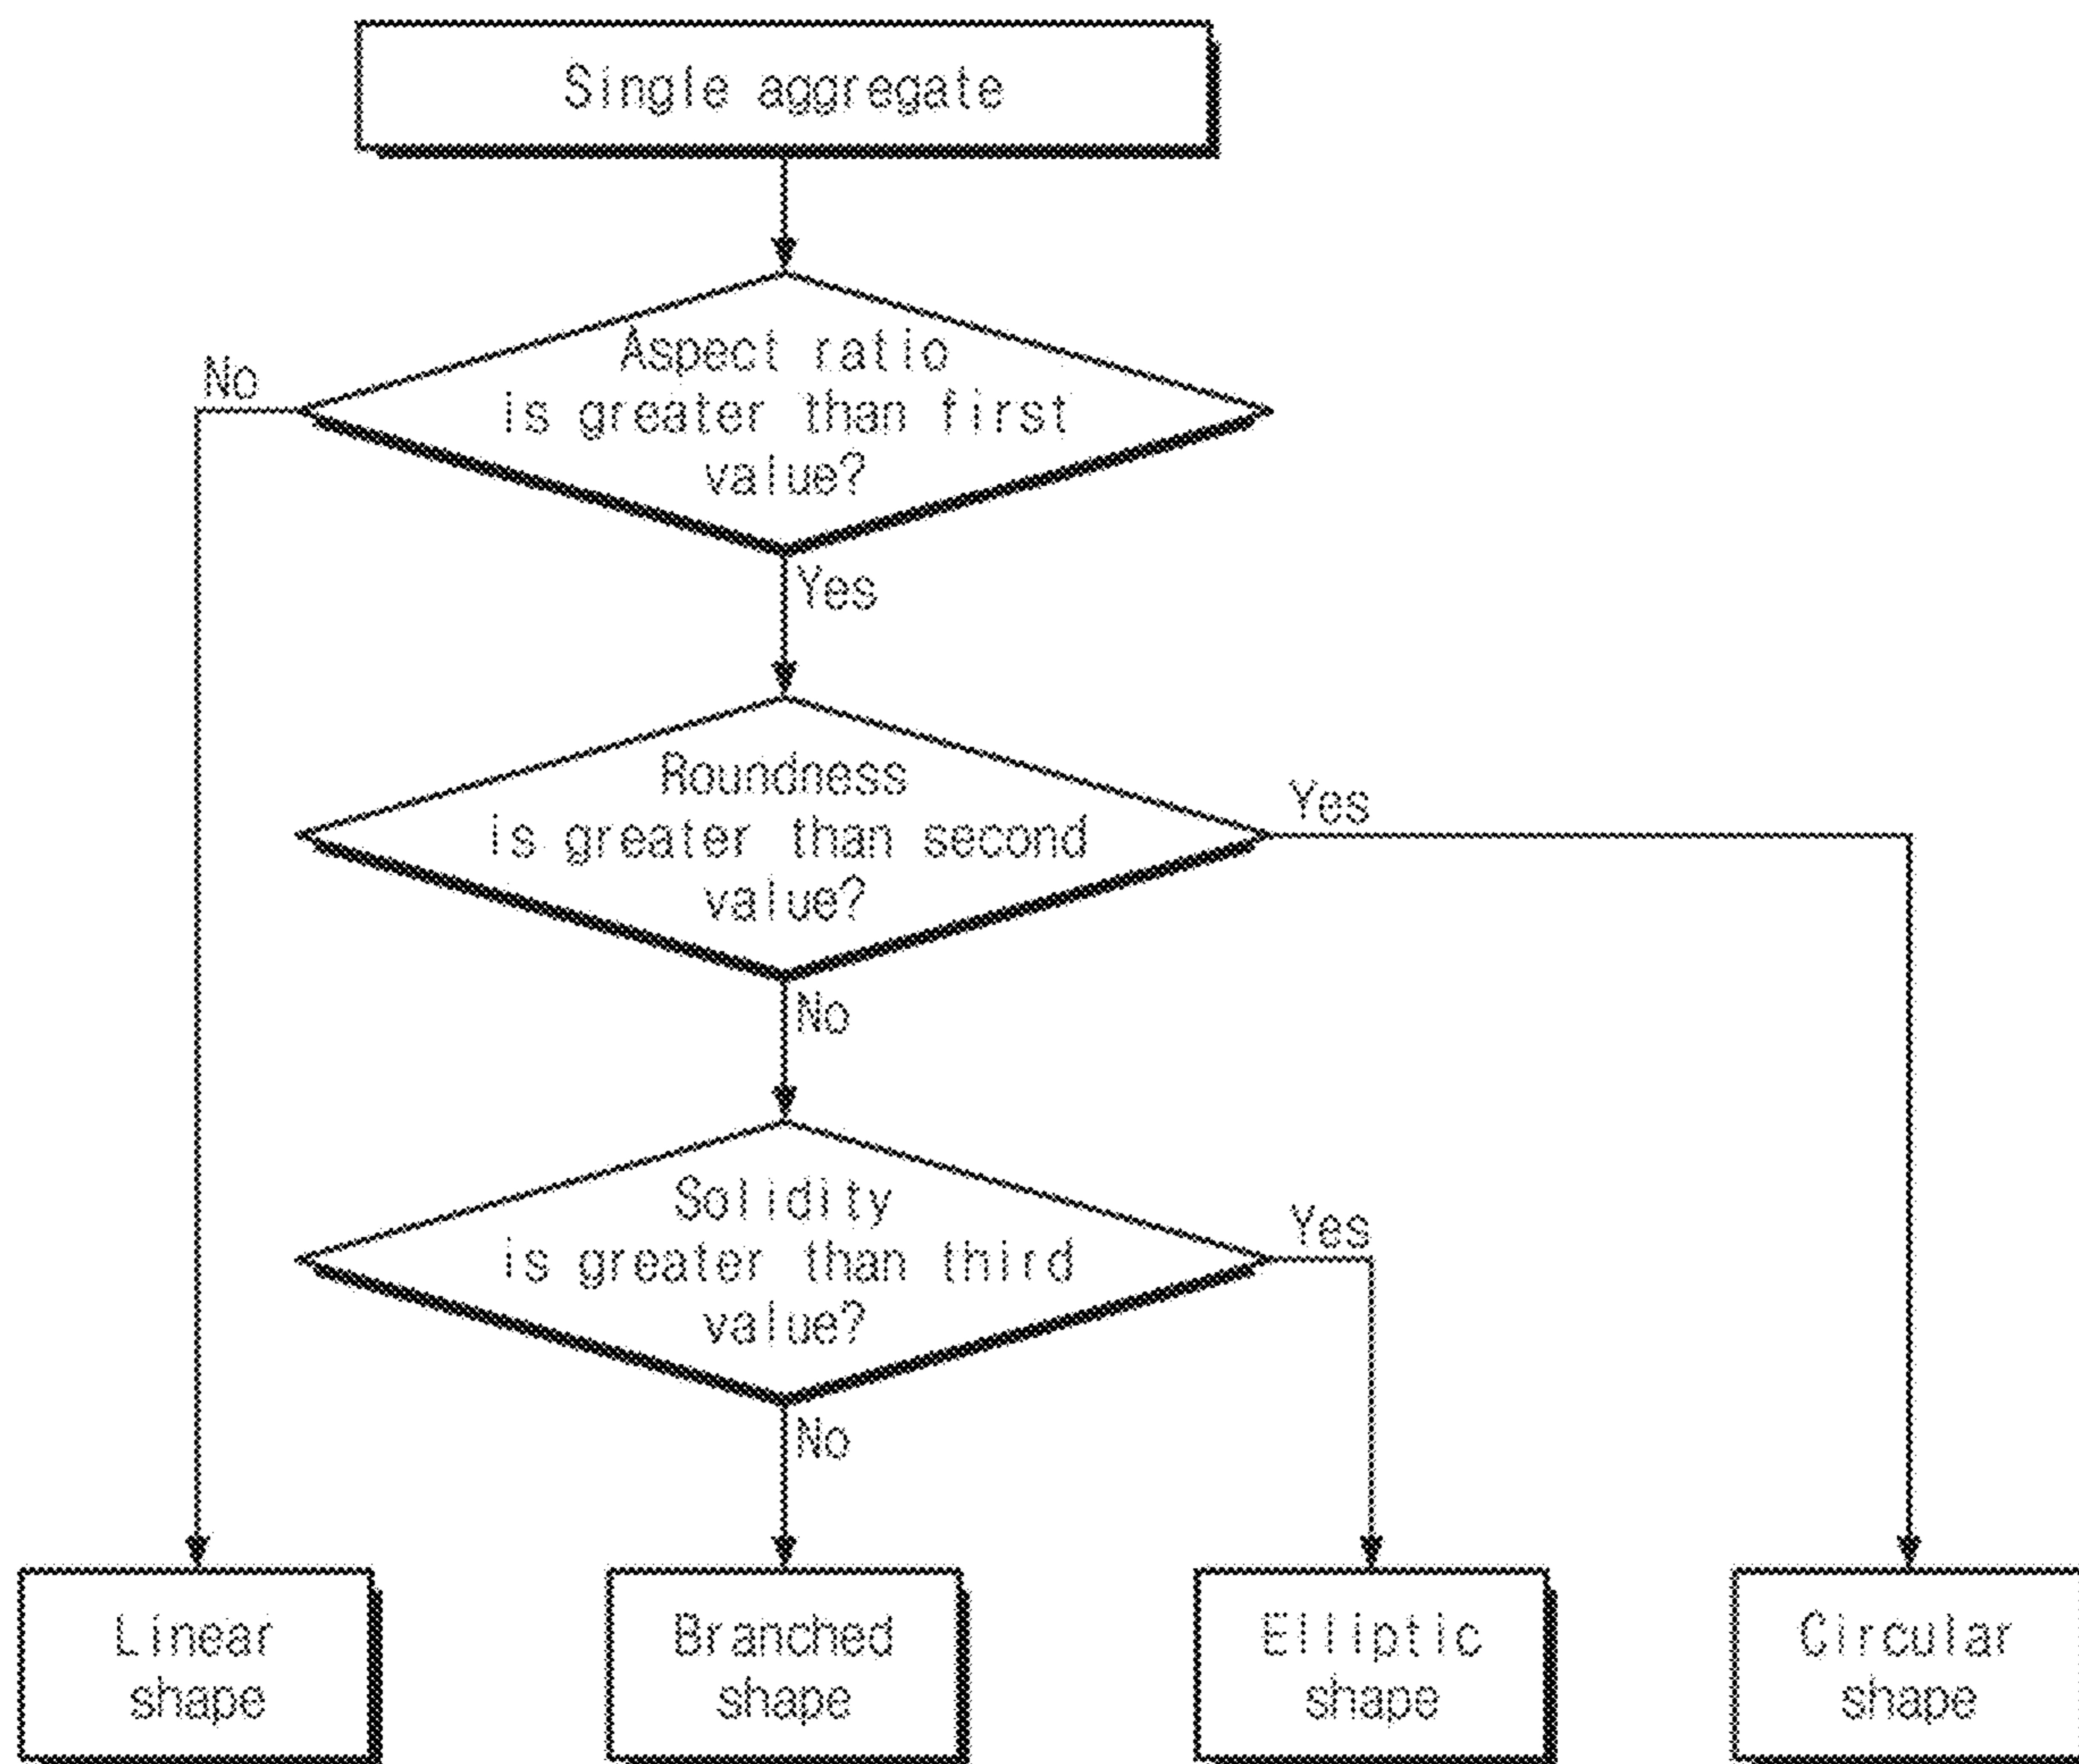 Single aggregate
Aspect ratio
is greater than first
value?
No
Yes
Roundness
is greater than second
value?
Yes
No
Solidity
is greater than third
value?
Yes
No
Linear
shape
Branched
shape
Elliptic
shape
Circular
shape